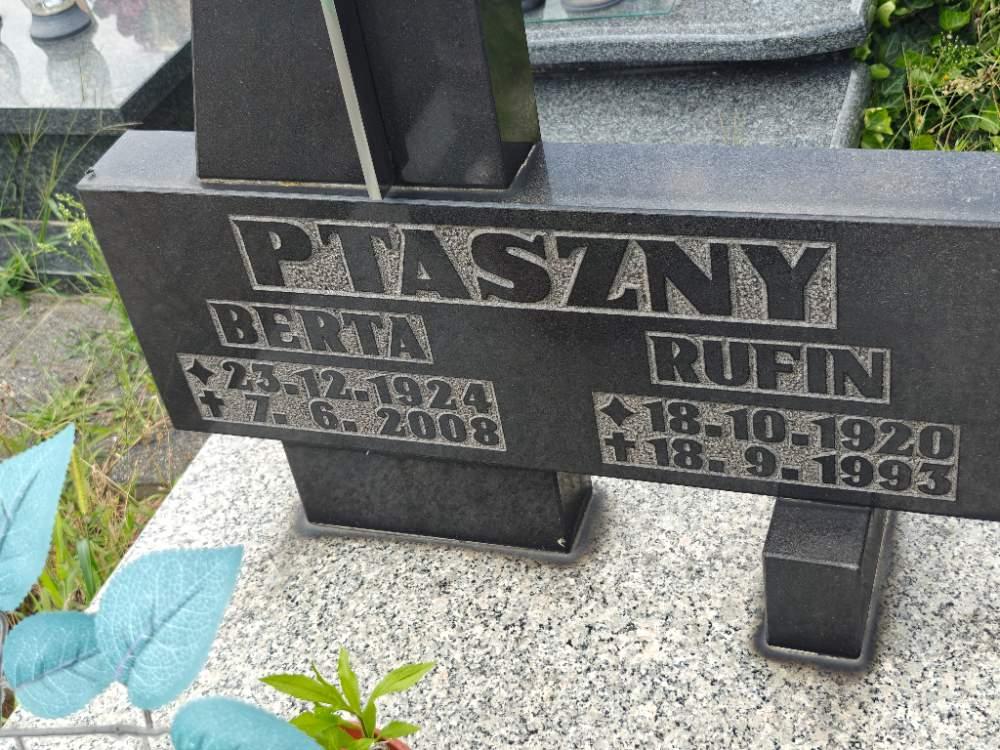 PTASZNY
BERTA
✦ 23.12.1924
✝ 7. 6. 2008
RUFIN
✦ 18.10.1920
✝ 18. 9. 1993